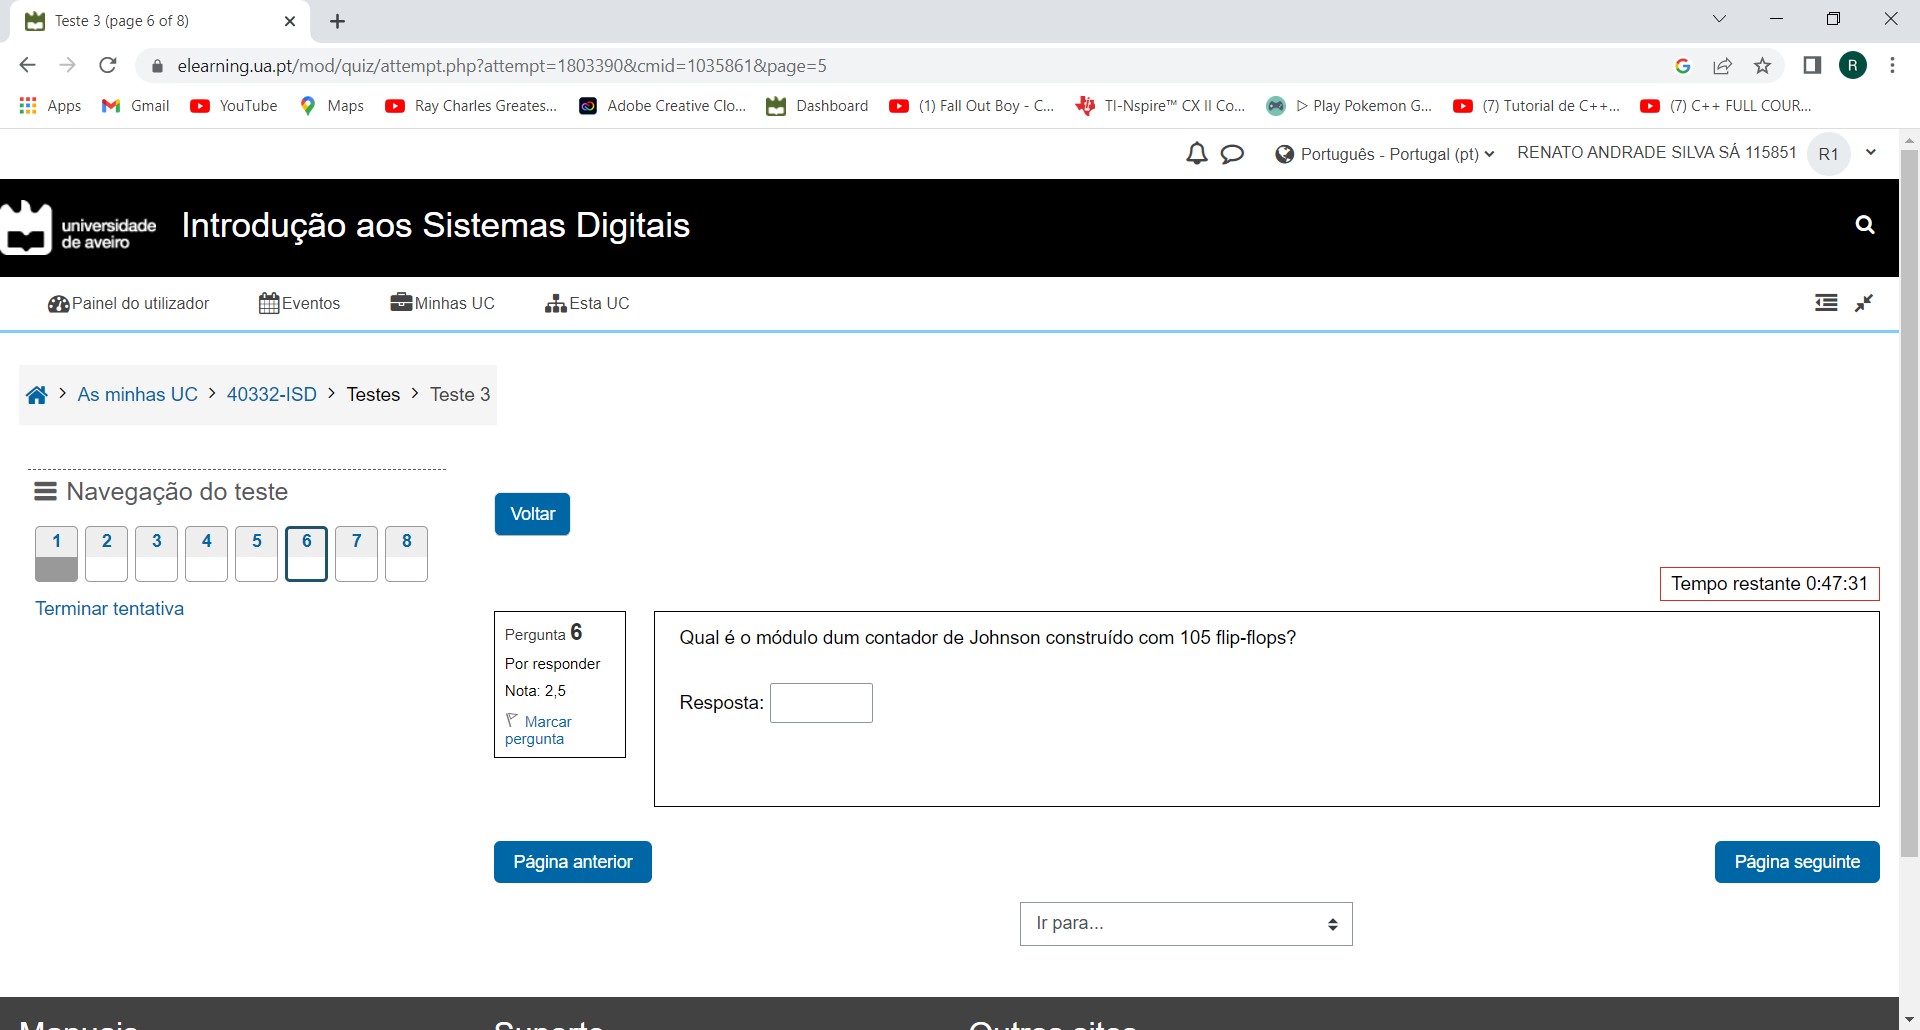 Teste 3 (page 6 of 8)
elearning.ua.pt/mod/quiz/attempt.php?attempt=1803390&cmid=1035861&page=5
R
Apps Gmail YouTube Maps Ray Charles Greates... Adobe Creative Clo... Dashboard (1) Fall Out Boy - C... TI-Nspire™ CX II Co... ▷ Play Pokemon G... (7) Tutorial de C++... (7) C++ FULL COUR...
Português - Portugal (pt) RENATO ANDRADE SILVA SÁ 115851 R1
universidade
de aveiro
Introdução aos Sistemas Digitais
Painel do utilizador Eventos Minhas UC Esta UC
As minhas UC > 40332-ISD > Testes > Teste 3
Navegação do teste
1 2 3 4 5 6 7 8
Terminar tentativa
Voltar
Tempo restante 0:47:31
Pergunta 6
Por responder
Nota: 2,5
Marcar
pergunta
Qual é o módulo dum contador de Johnson construído com 105 flip-flops?
Resposta:
Página anterior
Página seguinte
Ir para...
Manuais Suporte Outros sites